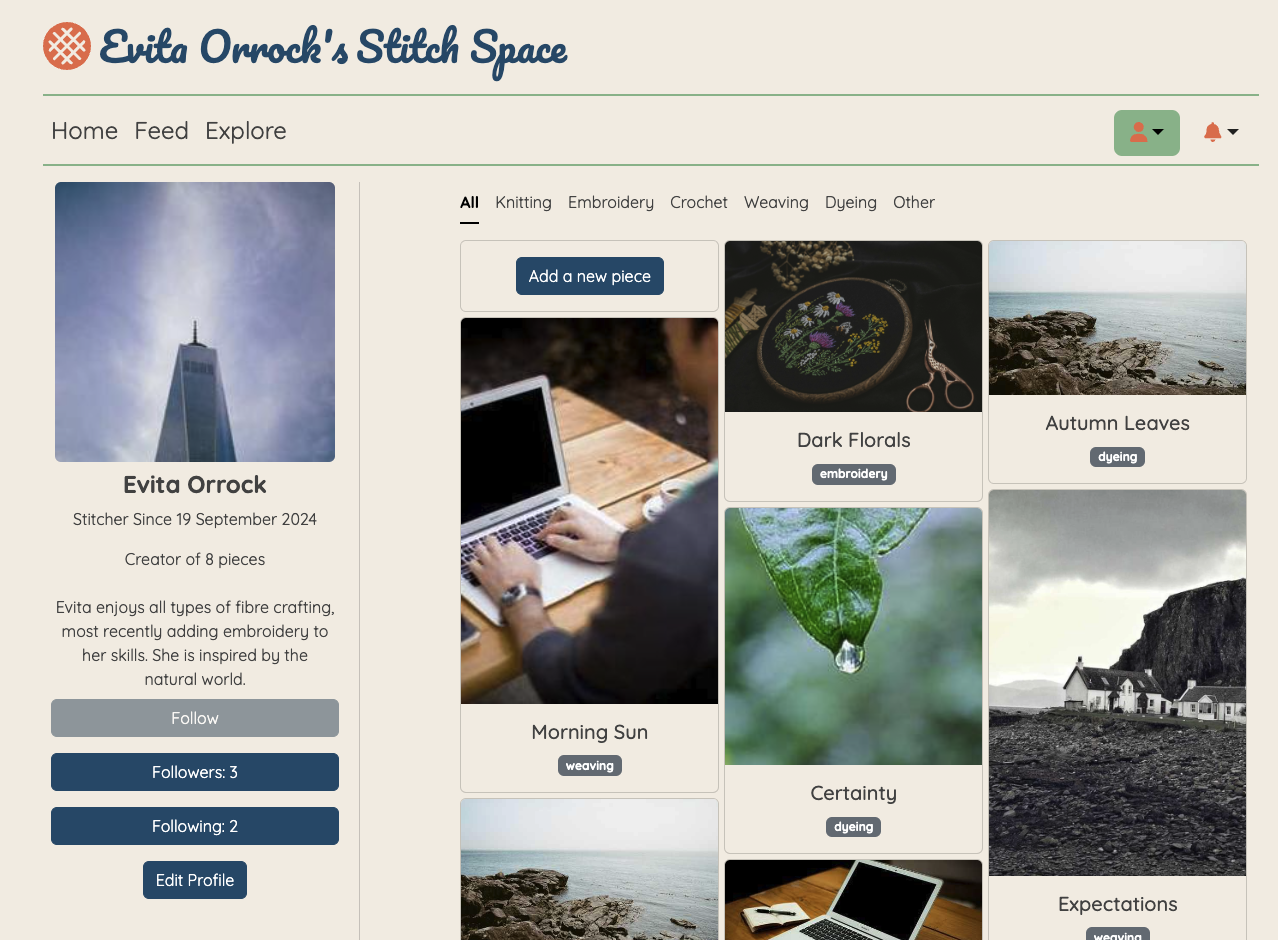 Evita Orrock's Stitch Space
Home Feed Explore
Evita Orrock
Stitcher Since 19 September 2024
Creator of 8 pieces
Evita enjoys all types of fibre crafting,
most recently adding embroidery to
her skills. She is inspired by the
natural world.
Follow
Followers: 3
Following: 2
Edit Profile
All Knitting Embroidery Crochet Weaving Dyeing Other
Add a new piece
Morning Sun
weaving
Dark Florals
embroidery
Certainty
dyeing
Autumn Leaves
dyeing
Expectations
weaving